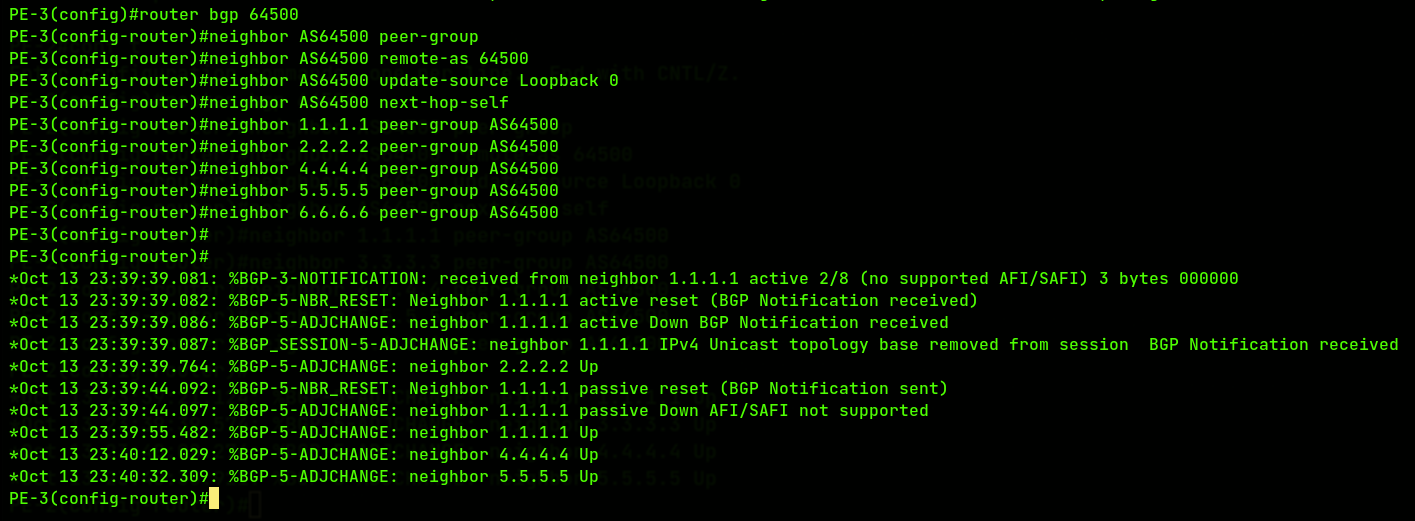 PE-3(config)#router bgp 64500
PE-3(config-router)#neighbor AS64500 peer-group
PE-3(config-router)#neighbor AS64500 remote-as 64500
PE-3(config-router)#neighbor AS64500 update-source Loopback 0
PE-3(config-router)#neighbor AS64500 next-hop-self
PE-3(config-router)#neighbor 1.1.1.1 peer-group AS64500
PE-3(config-router)#neighbor 2.2.2.2 peer-group AS64500
PE-3(config-router)#neighbor 4.4.4.4 peer-group AS64500
PE-3(config-router)#neighbor 5.5.5.5 peer-group AS64500
PE-3(config-router)#neighbor 6.6.6.6 peer-group AS64500
PE-3(config-router)#
PE-3(config-router)#
*Oct 13 23:39:39.081: %BGP-3-NOTIFICATION: received from neighbor 1.1.1.1 active 2/8 (no supported AFI/SAFI) 3 bytes 000000
*Oct 13 23:39:39.082: %BGP-5-NBR_RESET: Neighbor 1.1.1.1 active reset (BGP Notification received)
*Oct 13 23:39:39.086: %BGP-5-ADJCHANGE: neighbor 1.1.1.1 active Down BGP Notification received
*Oct 13 23:39:39.087: %BGP_SESSION-5-ADJCHANGE: neighbor 1.1.1.1 IPv4 Unicast topology base removed from session  BGP Notification received
*Oct 13 23:39:39.764: %BGP-5-ADJCHANGE: neighbor 2.2.2.2 Up
*Oct 13 23:39:44.092: %BGP-5-NBR_RESET: Neighbor 1.1.1.1 passive reset (BGP Notification sent)
*Oct 13 23:39:44.097: %BGP-5-ADJCHANGE: neighbor 1.1.1.1 passive Down AFI/SAFI not supported
*Oct 13 23:39:55.482: %BGP-5-ADJCHANGE: neighbor 1.1.1.1 Up
*Oct 13 23:40:12.029: %BGP-5-ADJCHANGE: neighbor 4.4.4.4 Up
*Oct 13 23:40:32.309: %BGP-5-ADJCHANGE: neighbor 5.5.5.5 Up
PE-3(config-router)#